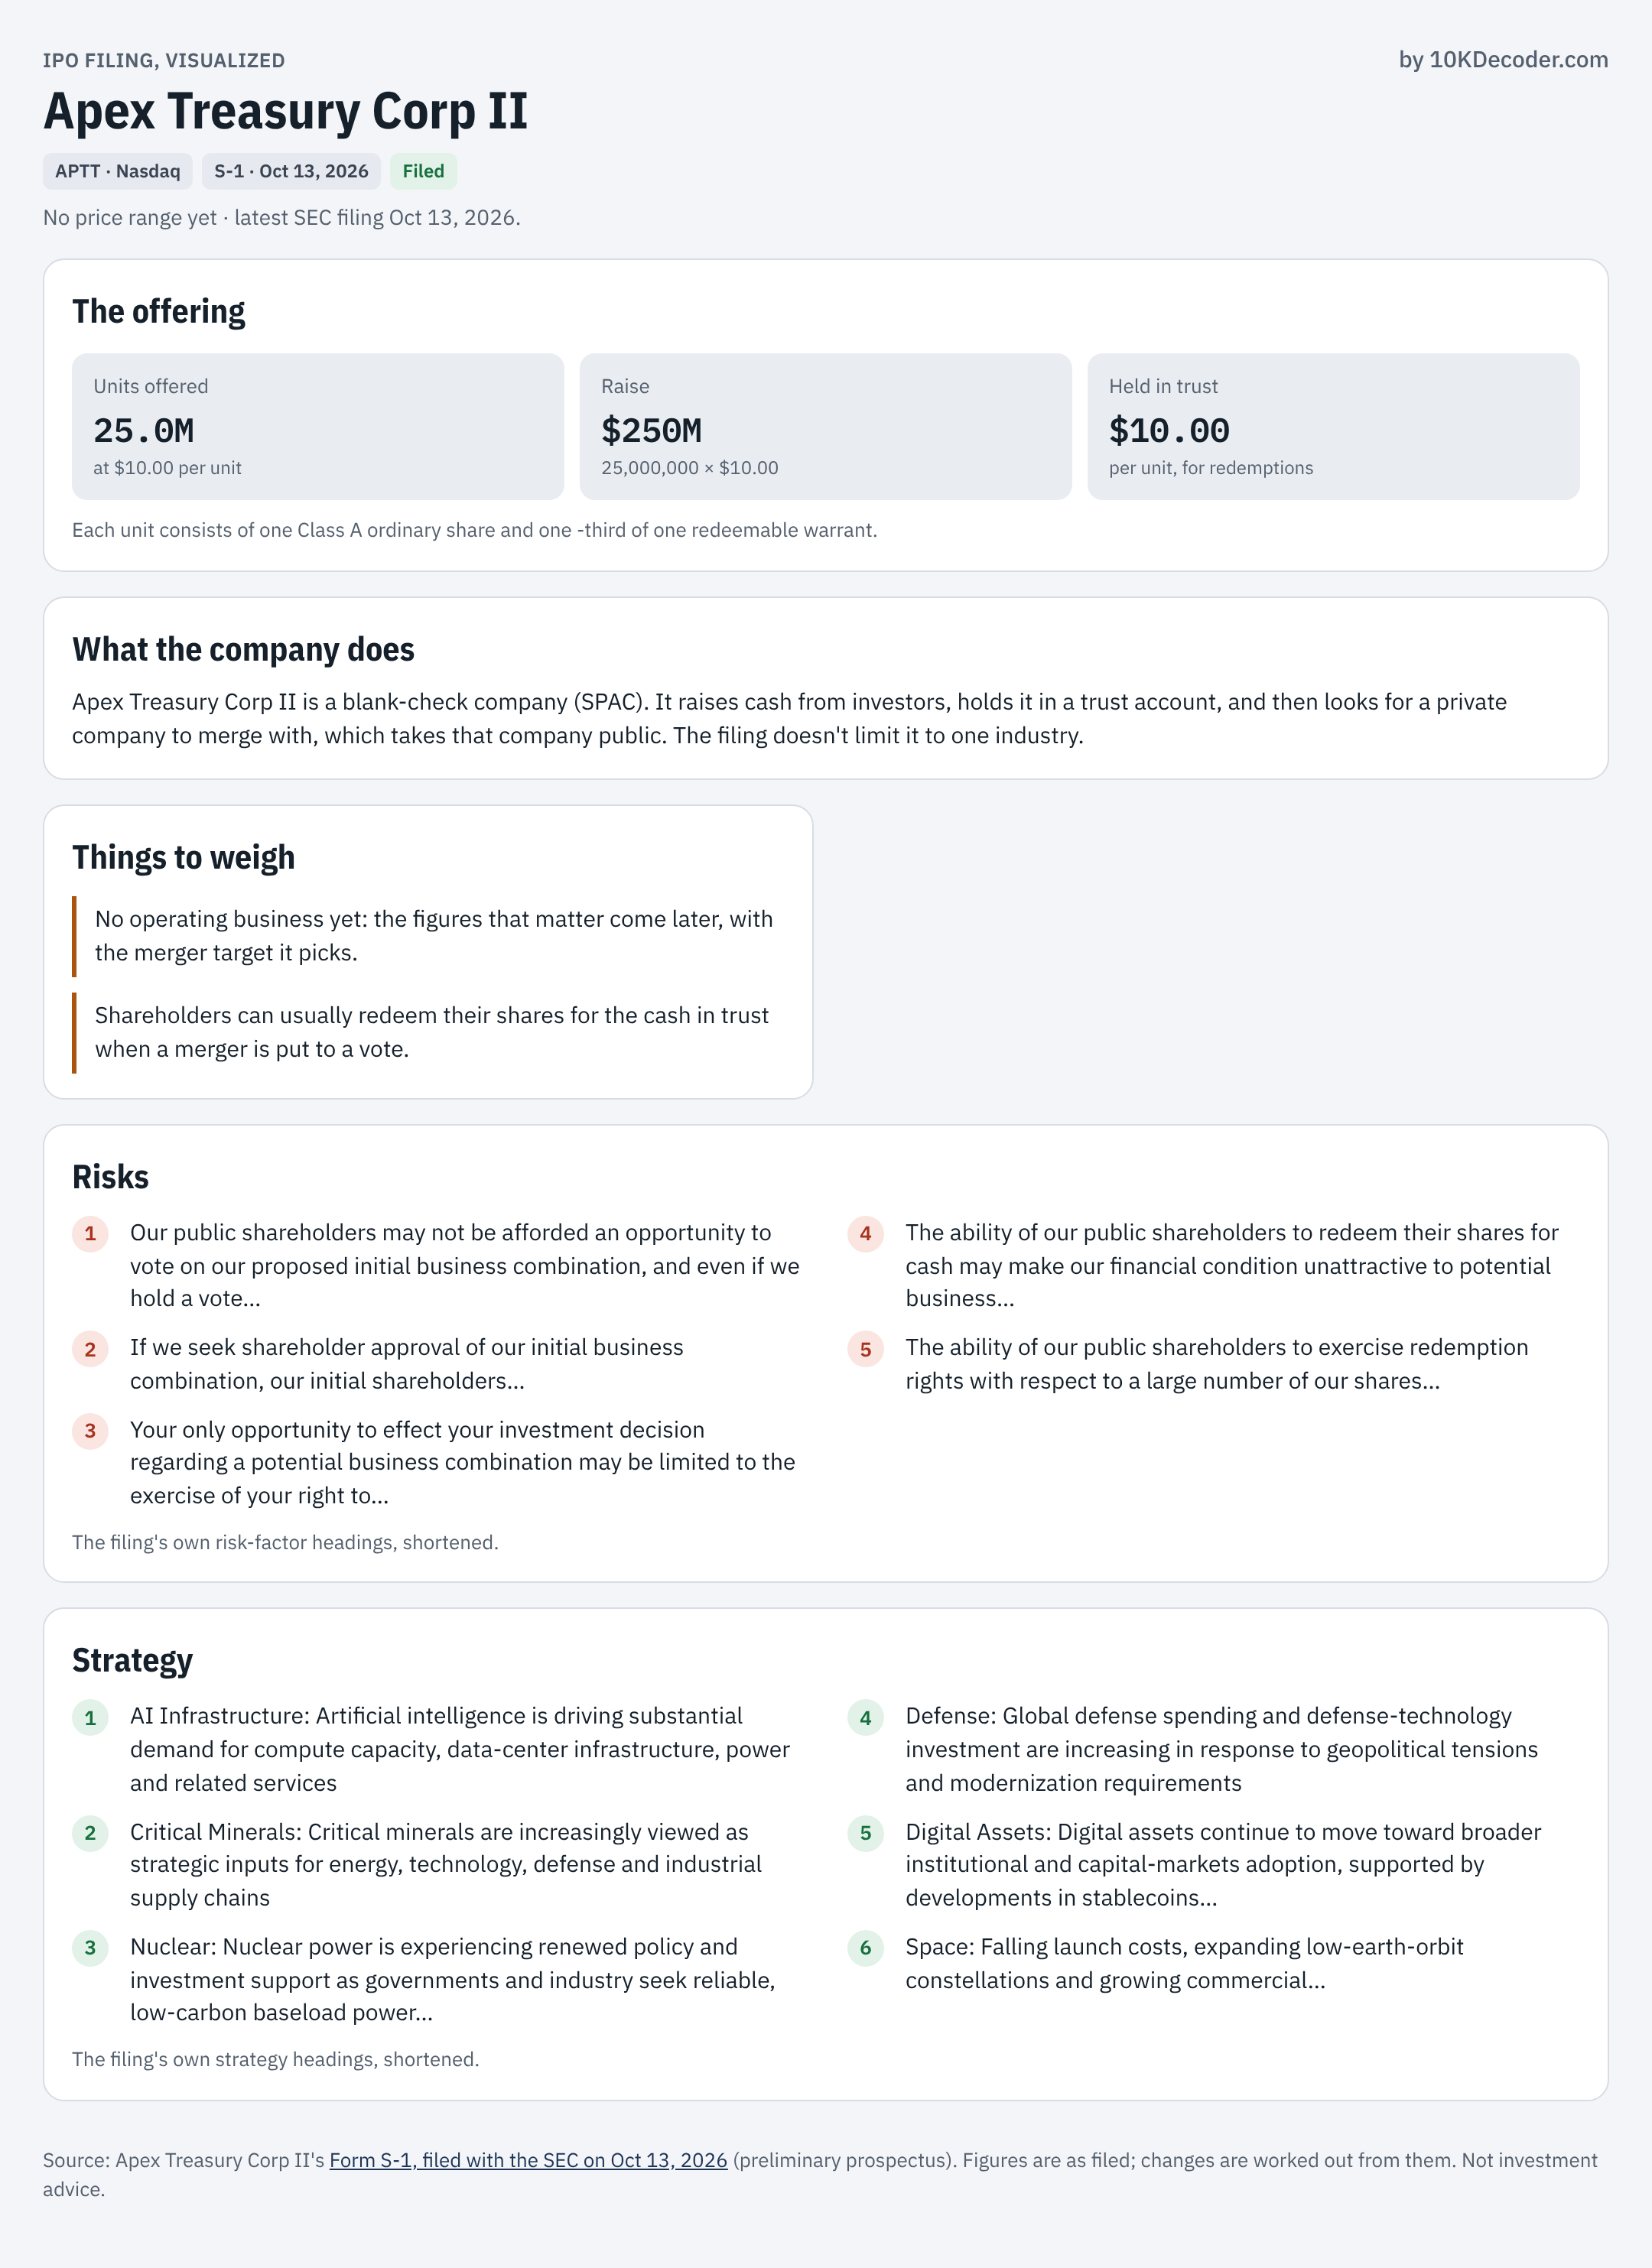 IPO FILING, VISUALIZED
by 10KDecoder.com
Apex Treasury Corp II
APTT · Nasdaq
S-1 · Oct 13, 2026
Filed
No price range yet · latest SEC filing Oct 13, 2026.
The offering
Units offered
25.0M
at $10.00 per unit
Raise
$250M
25,000,000 × $10.00
Held in trust
$10.00
per unit, for redemptions
Each unit consists of one Class A ordinary share and one -third of one redeemable warrant.
What the company does
Apex Treasury Corp II is a blank-check company (SPAC). It raises cash from investors, holds it in a trust account, and then looks for a private
company to merge with, which takes that company public. The filing doesn't limit it to one industry.
Things to weigh
No operating business yet: the figures that matter come later, with
the merger target it picks.
Shareholders can usually redeem their shares for the cash in trust
when a merger is put to a vote.
Risks
1
Our public shareholders may not be afforded an opportunity to
vote on our proposed initial business combination, and even if we
hold a vote...
2
If we seek shareholder approval of our initial business
combination, our initial shareholders...
3
Your only opportunity to effect your investment decision
regarding a potential business combination may be limited to the
exercise of your right to...
4
The ability of our public shareholders to redeem their shares for
cash may make our financial condition unattractive to potential
business...
5
The ability of our public shareholders to exercise redemption
rights with respect to a large number of our shares...
The filing's own risk-factor headings, shortened.
Strategy
1
AI Infrastructure: Artificial intelligence is driving substantial
demand for compute capacity, data-center infrastructure, power
and related services
2
Critical Minerals: Critical minerals are increasingly viewed as
strategic inputs for energy, technology, defense and industrial
supply chains
3
Nuclear: Nuclear power is experiencing renewed policy and
investment support as governments and industry seek reliable,
low-carbon baseload power...
4
Defense: Global defense spending and defense-technology
investment are increasing in response to geopolitical tensions
and modernization requirements
5
Digital Assets: Digital assets continue to move toward broader
institutional and capital-markets adoption, supported by
developments in stablecoins...
6
Space: Falling launch costs, expanding low-earth-orbit
constellations and growing commercial...
The filing's own strategy headings, shortened.
Source: Apex Treasury Corp II's Form S-1, filed with the SEC on Oct 13, 2026 (preliminary prospectus). Figures are as filed; changes are worked out from them. Not investment
advice.